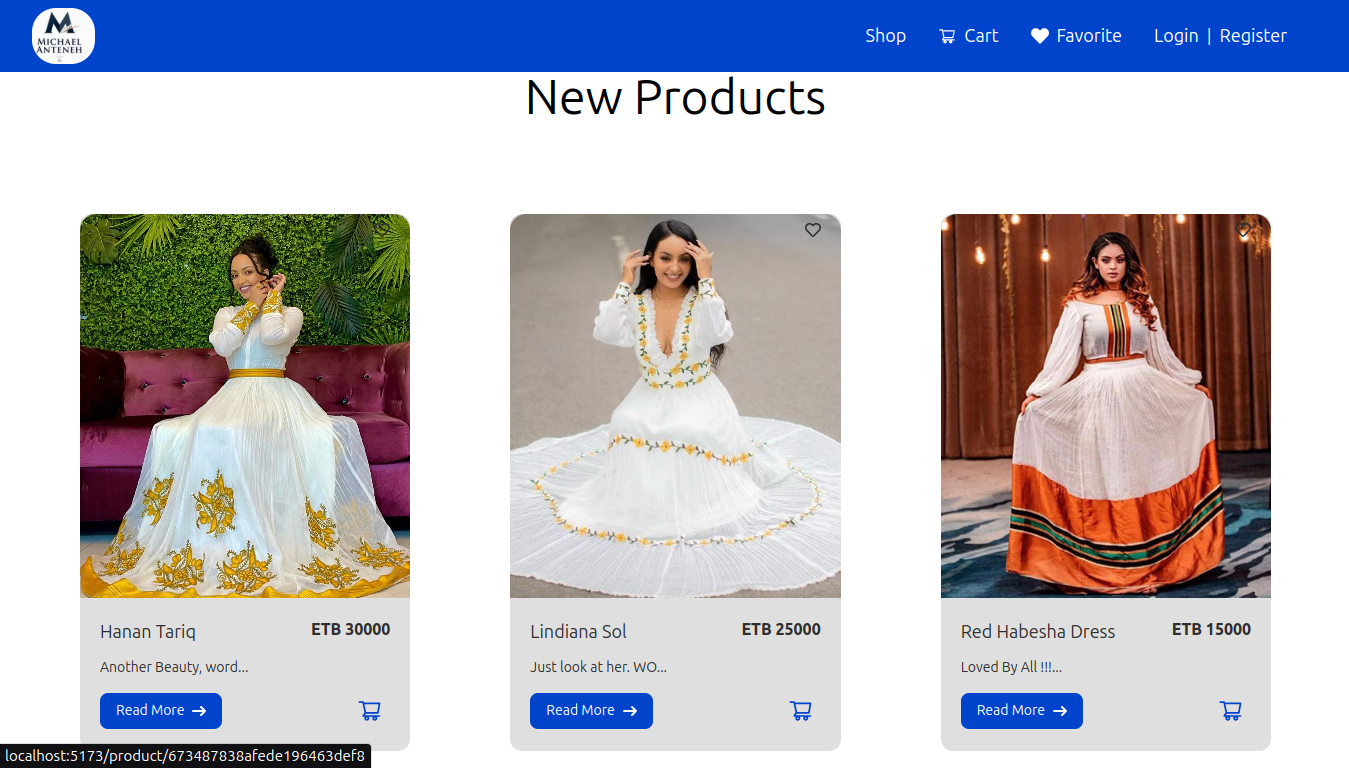 MICHAEL
ANTENEH
Shop
Cart
Favorite
Login | Register
New Products
Hanan Tariq
ETB 30000
Another Beauty, word...
Read More
Lindiana Sol
ETB 25000
Just look at her. WO...
Read More
Red Habesha Dress
ETB 15000
Loved By All !!!...
Read More
localhost:5173/product/673487838afede196463def8